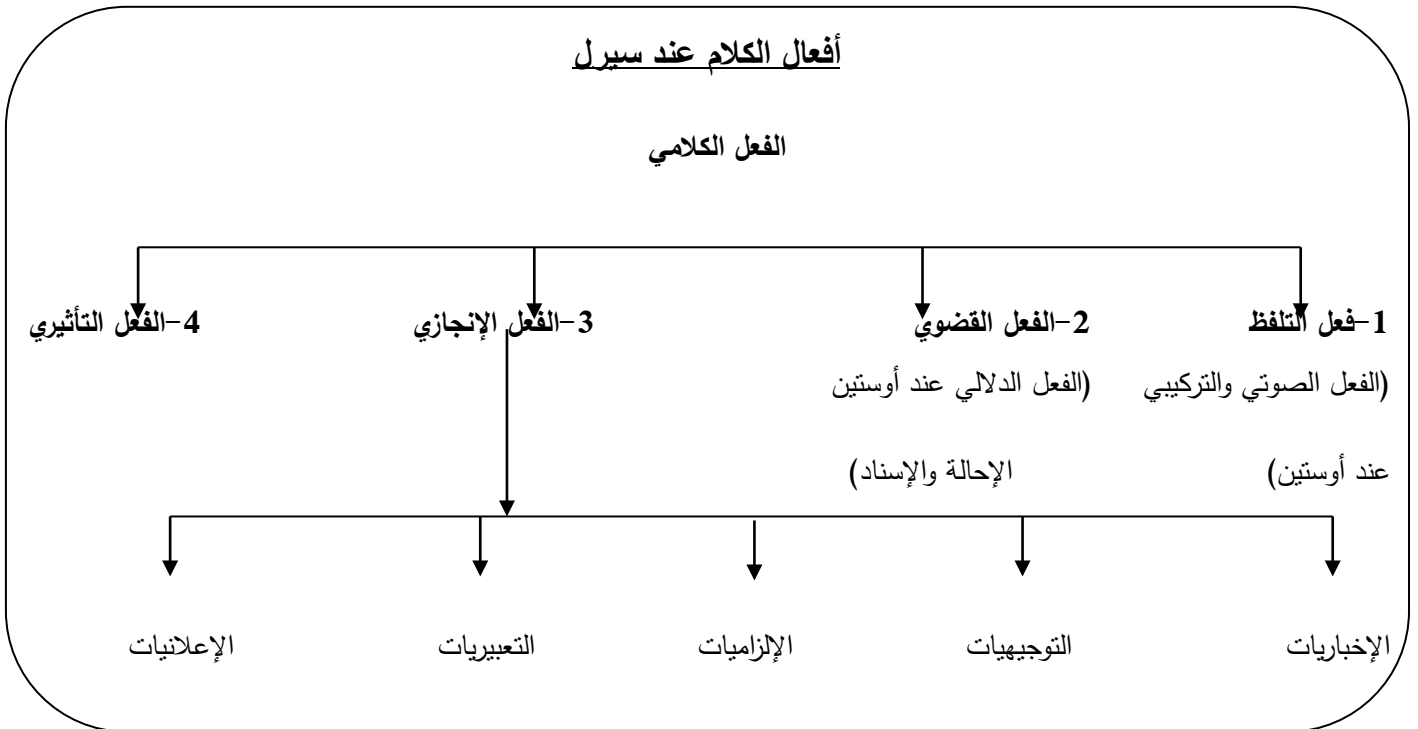 أفعال الكلام عند سيرل
الفعل الكلامي
1-فعل التلفظ 2-الفعل القضوي 3-الفعل الإنجازي 4-الفعل التأثيري
(الفعل الصوتي والتركيبي (الفعل الدلالي عند أوستين
عند أوستين) الإحالة والإسناد)
الإخباريات التوجيهيات الإلزاميات التعبيريات الإعلانيات